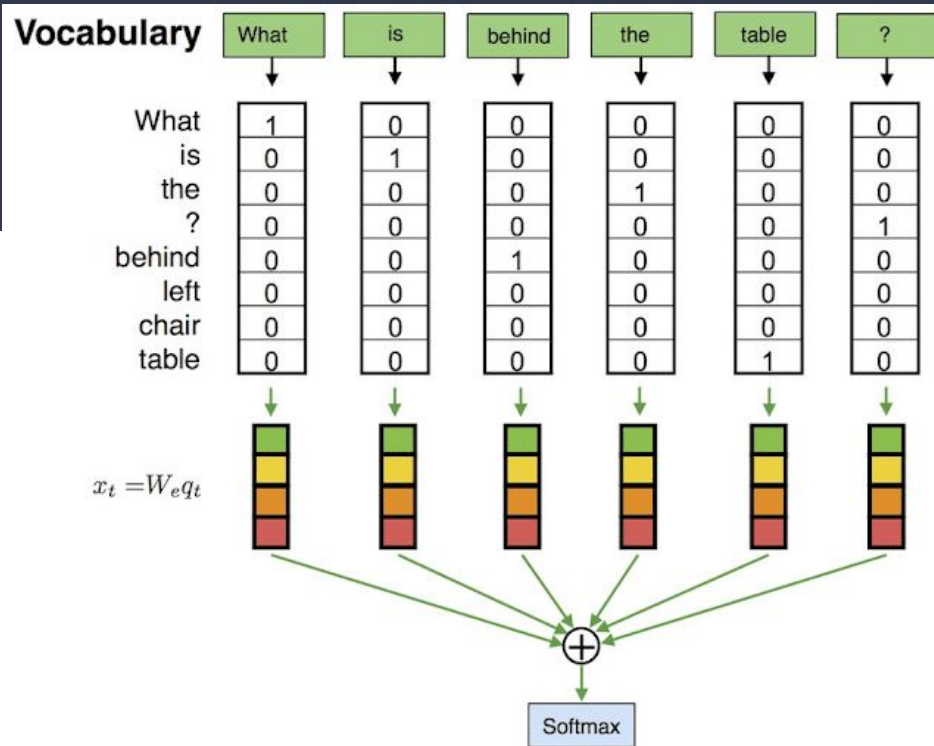 Vocabulary What is behind the table ?
What 1 0 0 0 0 0
is 0 1 0 0 0 0
the 0 0 0 1 0 0
? 0 0 0 0 0 1
behind 0 0 1 0 0 0
left 0 0 0 0 0 0
chair 0 0 0 0 0 0
table 0 0 0 0 1 0
x_t = W_e q_t
+
Softmax